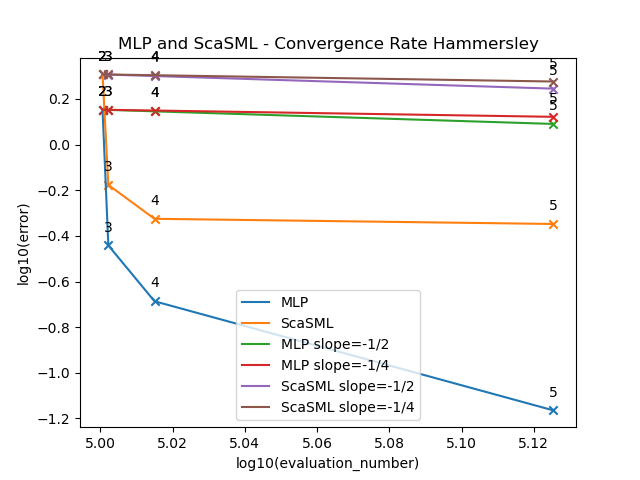 MLP and ScaSML - Convergence Rate Hammersley
2 3 4 5
5
2 3 4 5
5
3 4 5
3 4 5
0.2
0.0
−0.2
−0.4
−0.6
−0.8
−1.0
−1.2
log10(error)
MLP
ScaSML
MLP slope=-1/2
MLP slope=-1/4
ScaSML slope=-1/2
ScaSML slope=-1/4
5.00 5.02 5.04 5.06 5.08 5.10 5.12
log10(evaluation_number)